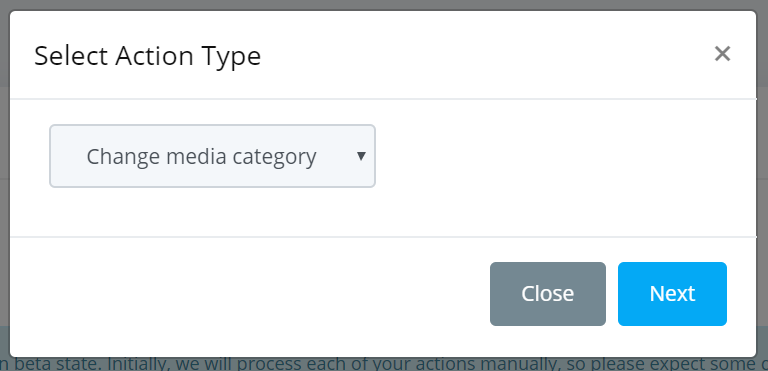 Select Action Type
×
Change media category ▼
Close
Next
n beta state. Initially, we will process each of your actions manually, so please expect some